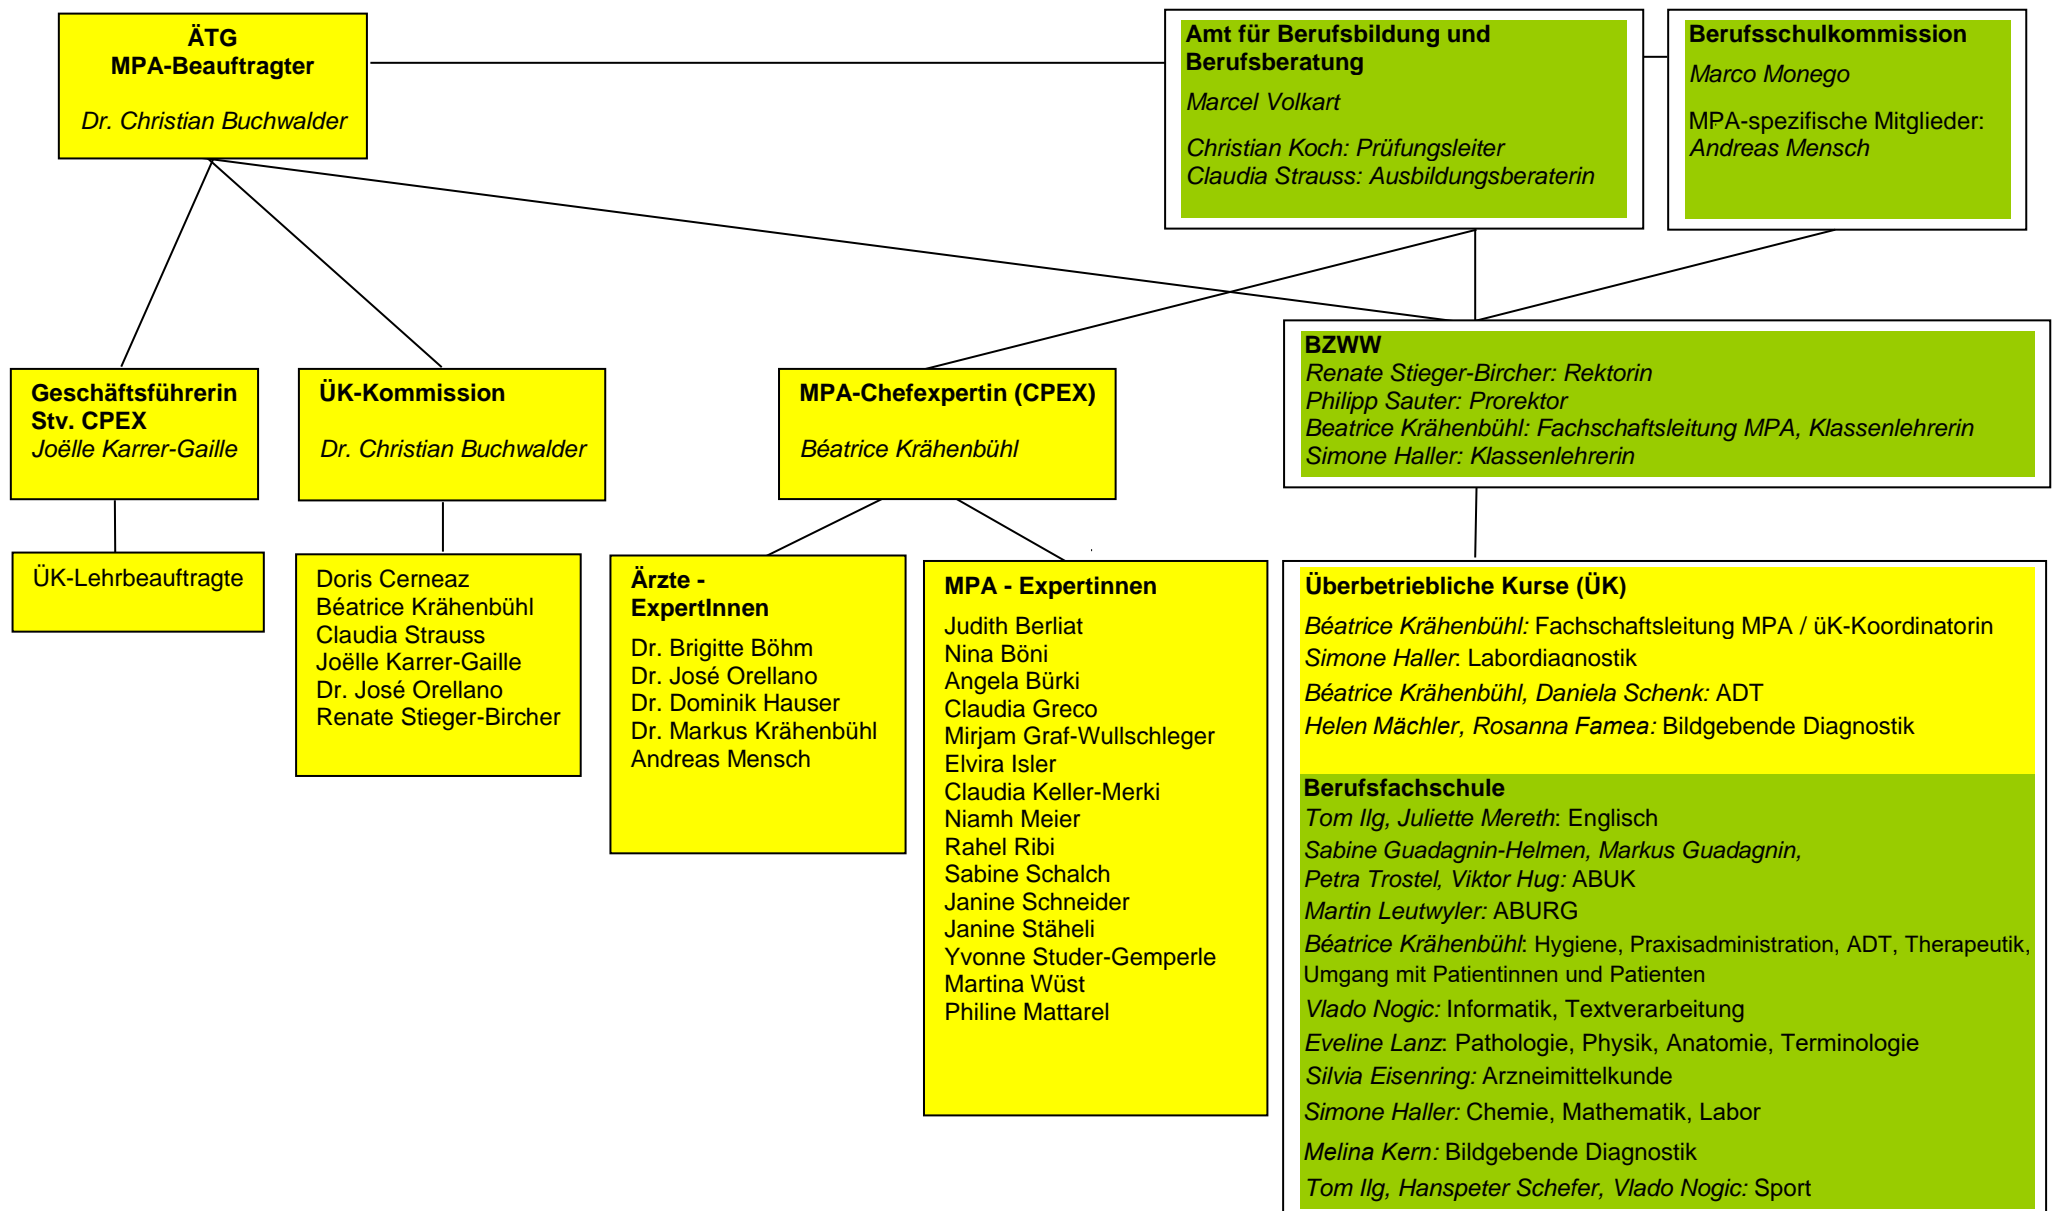 ÄTG
MPA-Beauftragter
Dr. Christian Buchwalder
Amt für Berufsbildung und
Berufsberatung
Marcel Volkart
Christian Koch: Prüfungsleiter
Claudia Strauss: Ausbildungsberaterin
Berufsschulkommission
Marco Monego
MPA-spezifische Mitglieder:
Andreas Mensch
Geschäftsführerin
Stv. CPEX
Joëlle Karrer-Gaille
ÜK-Kommission
Dr. Christian Buchwalder
MPA-Chefexpertin (CPEX)
Béatrice Krähenbühl
BZWW
Renate Stieger-Bircher: Rektorin
Philipp Sauter: Prorektor
Beatrice Krähenbühl: Fachschaftsleitung MPA, Klassenlehrerin
Simone Haller: Klassenlehrerin
ÜK-Lehrbeauftragte
Doris Cerneaz
Béatrice Krähenbühl
Claudia Strauss
Joëlle Karrer-Gaille
Dr. José Orellano
Renate Stieger-Bircher
Ärzte -
ExpertInnen
Dr. Brigitte Böhm
Dr. José Orellano
Dr. Dominik Hauser
Dr. Markus Krähenbühl
Andreas Mensch
MPA - Expertinnen
Judith Berliat
Nina Böni
Angela Bürki
Claudia Greco
Mirjam Graf-Wullschleger
Elvira Isler
Claudia Keller-Merki
Niamh Meier
Rahel Ribi
Sabine Schalch
Janine Schneider
Janine Stäheli
Yvonne Studer-Gemperle
Martina Wüst
Philine Mattarel
Überbetriebliche Kurse (ÜK)
Béatrice Krähenbühl: Fachschaftsleitung MPA / üK-Koordinatorin
Simone Haller: Labordiagnostik
Béatrice Krähenbühl, Daniela Schenk: ADT
Helen Mächler, Rosanna Famea: Bildgebende Diagnostik
Berufsfachschule
Tom Ilg, Juliette Mereth: Englisch
Sabine Guadagnin-Helmen, Markus Guadagnin,
Petra Trostel, Viktor Hug: ABUK
Martin Leutwyler: ABURG
Béatrice Krähenbühl: Hygiene, Praxisadministration, ADT, Therapeutik,
Umgang mit Patientinnen und Patienten
Vlado Nogic: Informatik, Textverarbeitung
Eveline Lanz: Pathologie, Physik, Anatomie, Terminologie
Silvia Eisenring: Arzneimittelkunde
Simone Haller: Chemie, Mathematik, Labor
Melina Kern: Bildgebende Diagnostik
Tom Ilg, Hanspeter Schefer, Vlado Nogic: Sport